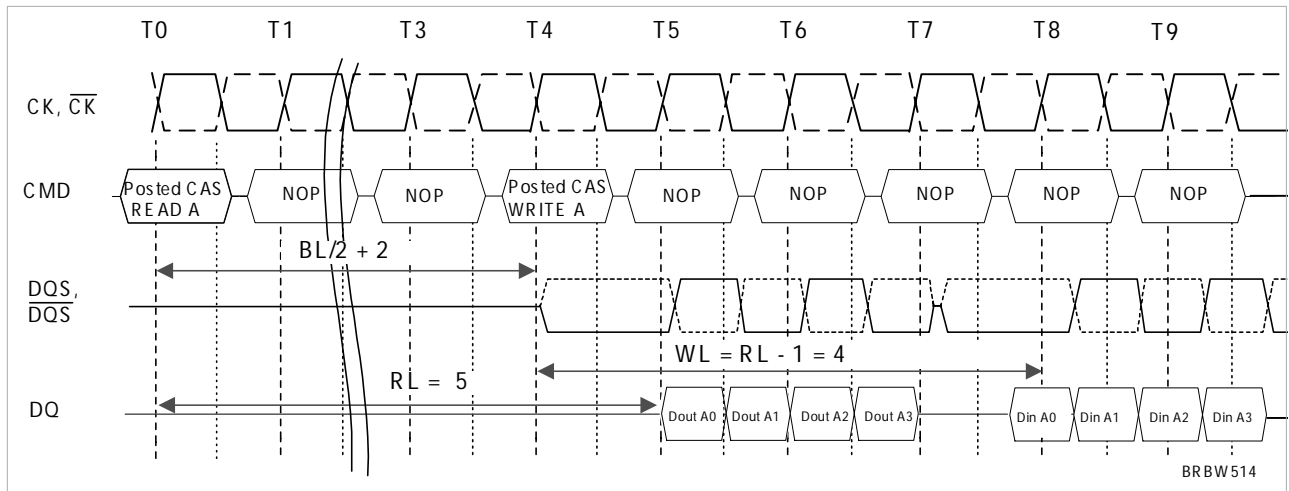 T0 T1 T3 T4 T5 T6 T7 T8 T9
CK, CK
CMD
Posted CAS
READ A
NOP
NOP
Posted CAS
WRITE A
NOP
NOP
NOP
NOP
NOP
BL/2 + 2
DQS,
DQS
WL = RL - 1 = 4
RL = 5
DQ
Dout A0 Dout A1 Dout A2 Dout A3 Din A0 Din A1 Din A2 Din A3
BRBW514